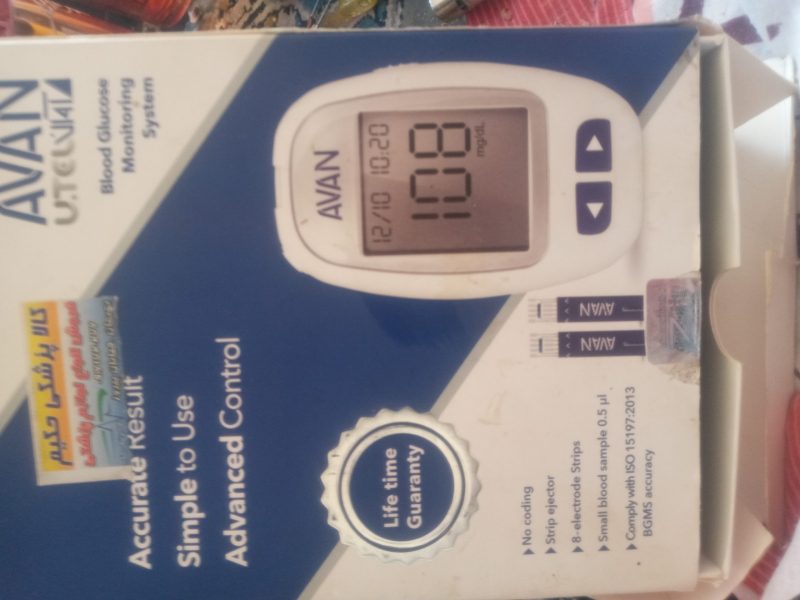 AVAN
Blood Glucose
Monitoring
System
AVAN
12/10 10:20
108
mg/dL
AVAN
AVAN
کالا پزشکی حکیم
Accurate Result
Simple to Use
Advanced Control
Life time
Guaranty
No coding
Strip ejector
8-electrode Strips
Small blood sample 0.5 µl
Comply with ISO 15197:2013
BGMS accuracy